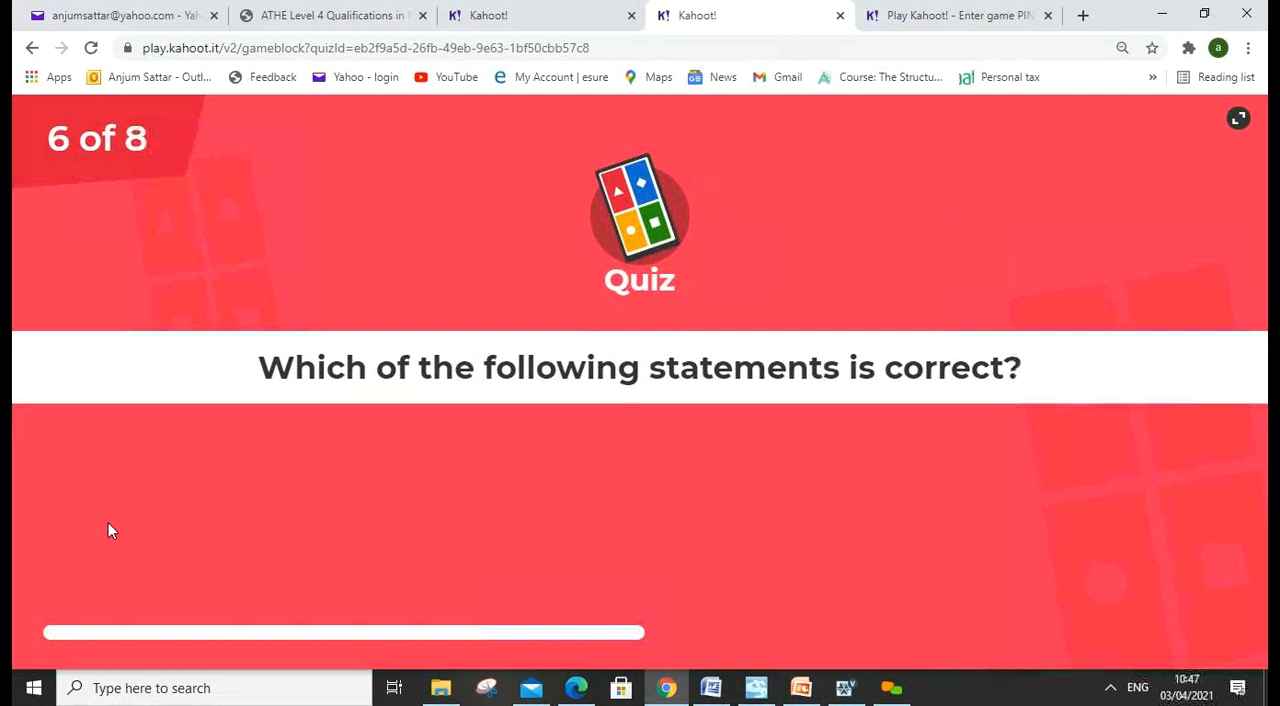 anjumsattar@yahoo.com - Yah
ATHE Level 4 Qualifications in
K! Kahoot!
K! Kahoot!
K! Play Kahoot! - Enter game PIN
play.kahoot.it/v2/gameblock?quizId=eb2f9a5d-26fb-49eb-9e63-1bf50cbb57c8
a
Apps
Anjum Sattar - Outl...
Feedback
Yahoo - login
YouTube
My Account | esure
Maps
News
Gmail
Course: The Structu...
Personal tax
»
Reading list
6 of 8
Quiz
Which of the following statements is correct?
Type here to search
ENG
10:47
03/04/2021